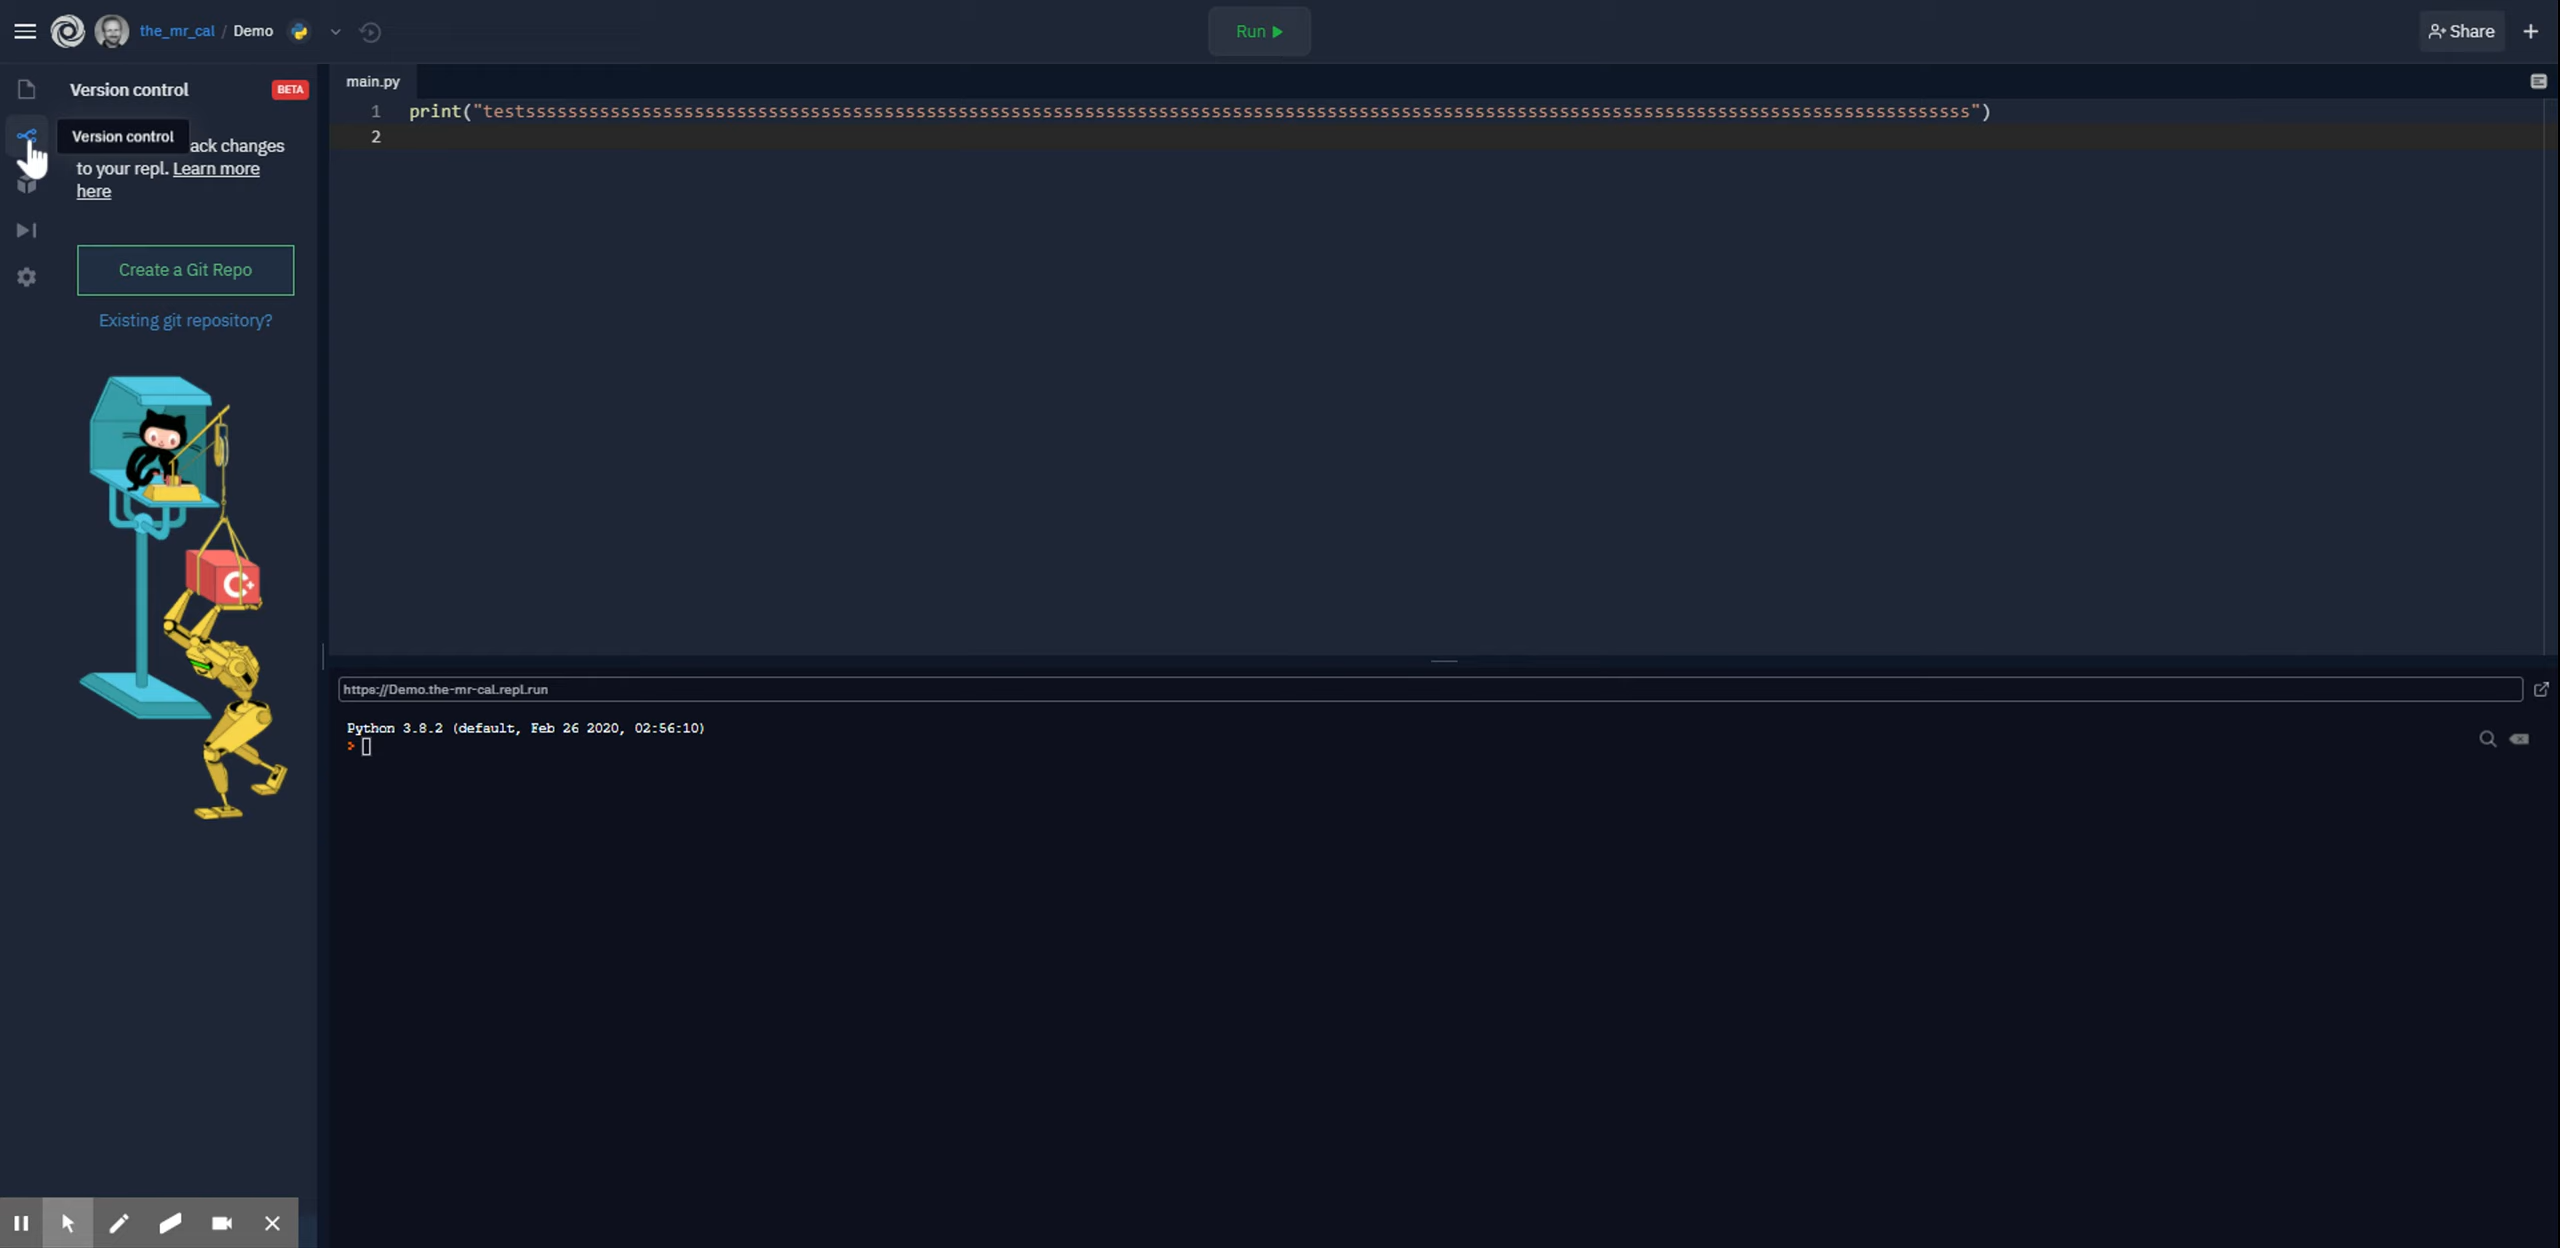 the_mr_cal / Demo
Run
Share
Version control
BETA
Version control
ack changes
to your repl. Learn more
here
Create a Git Repo
Existing git repository?
main.py
1
2
https://Demo.the-mr-cal.repl.run
Python 3.8.2 (default, Feb 26 2020, 02:56:10)
>